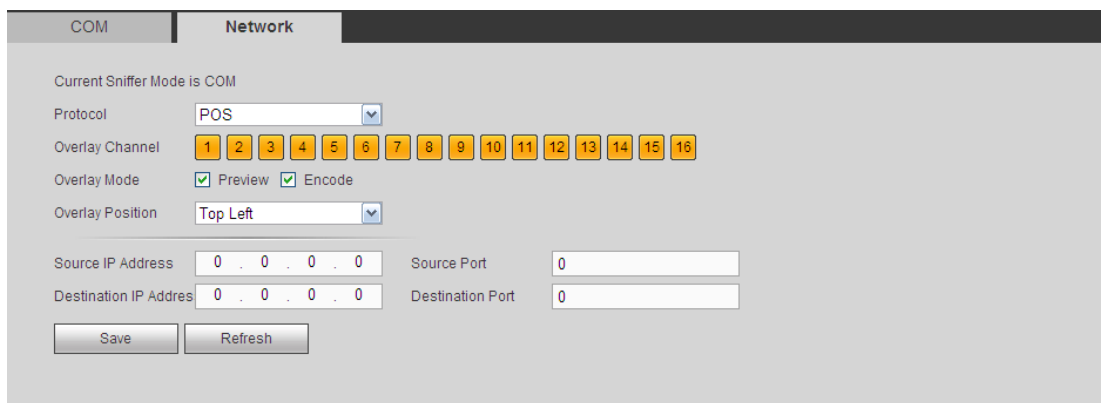 COM Network
Current Sniffer Mode is COM
Protocol POS
Overlay Channel 1 2 3 4 5 6 7 8 9 10 11 12 13 14 15 16
Overlay Mode Preview Encode
Overlay Position Top Left
Source IP Address 0 . 0 . 0 . 0 Source Port 0
Destination IP Addres 0 . 0 . 0 . 0 Destination Port 0
Save Refresh